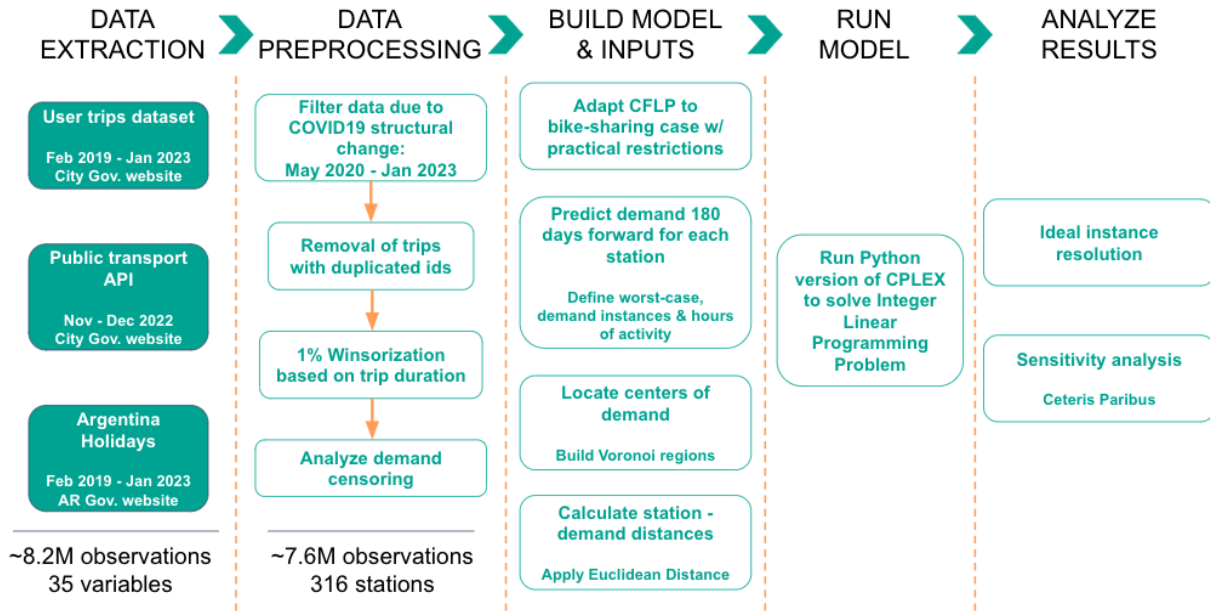 DATA
EXTRACTION
DATA
PREPROCESSING
BUILD MODEL
& INPUTS
RUN
MODEL
ANALYZE
RESULTS
User trips dataset
Feb 2019 - Jan 2023
City Gov. website
Public transport
API
Nov - Dec 2022
City Gov. website
Argentina
Holidays
Feb 2019 - Jan 2023
AR Gov. website
~8.2M observations
35 variables
Filter data due to
COVID19 structural
change:
May 2020 - Jan 2023
Removal of trips
with duplicated ids
1% Winsorization
based on trip duration
Analyze demand
censoring
~7.6M observations
316 stations
Adapt CFLP to
bike-sharing case w/
practical restrictions
Predict demand 180
days forward for each
station
Define worst-case,
demand instances & hours
of activity
Locate centers of
demand
Build Voronoi regions
Calculate station -
demand distances
Apply Euclidean Distance
Run Python
version of CPLEX
to solve Integer
Linear
Programming
Problem
Ideal instance
resolution
Sensitivity analysis
Ceteris Paribus